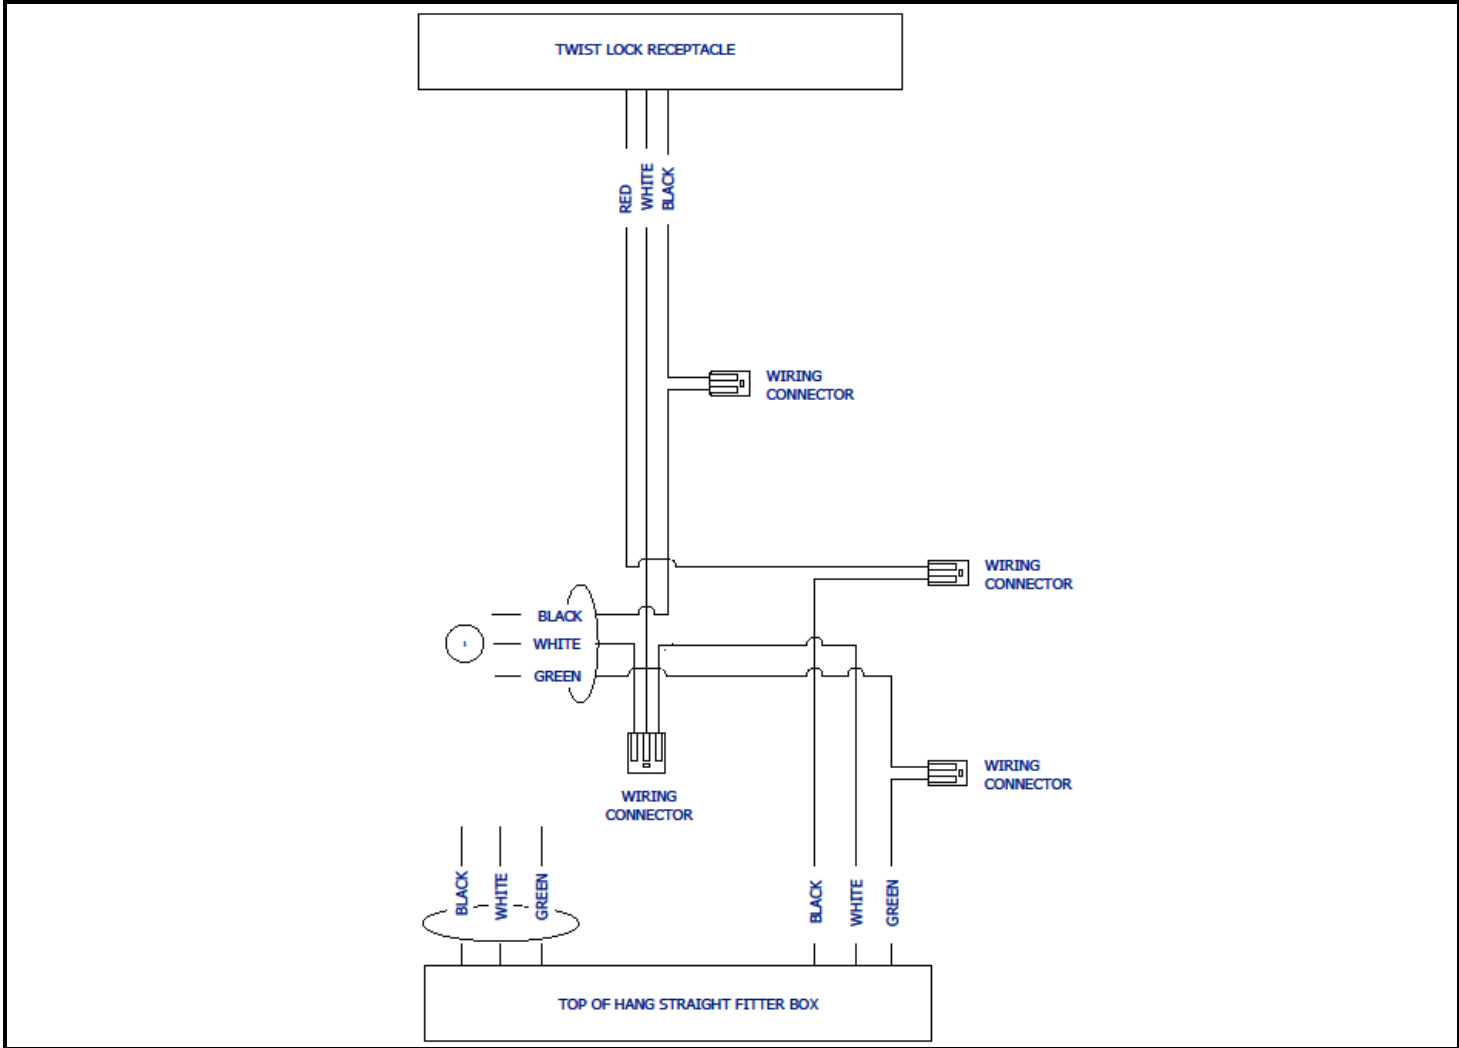 TWIST LOCK RECEPTACLE
RED
WHITE
BLACK
WIRING
CONNECTOR
WIRING
CONNECTOR
BLACK
WHITE
GREEN
1
WIRING
CONNECTOR
WIRING
CONNECTOR
BLACK
WHITE
GREEN
BLACK
WHITE
GREEN
TOP OF HANG STRAIGHT FITTER BOX